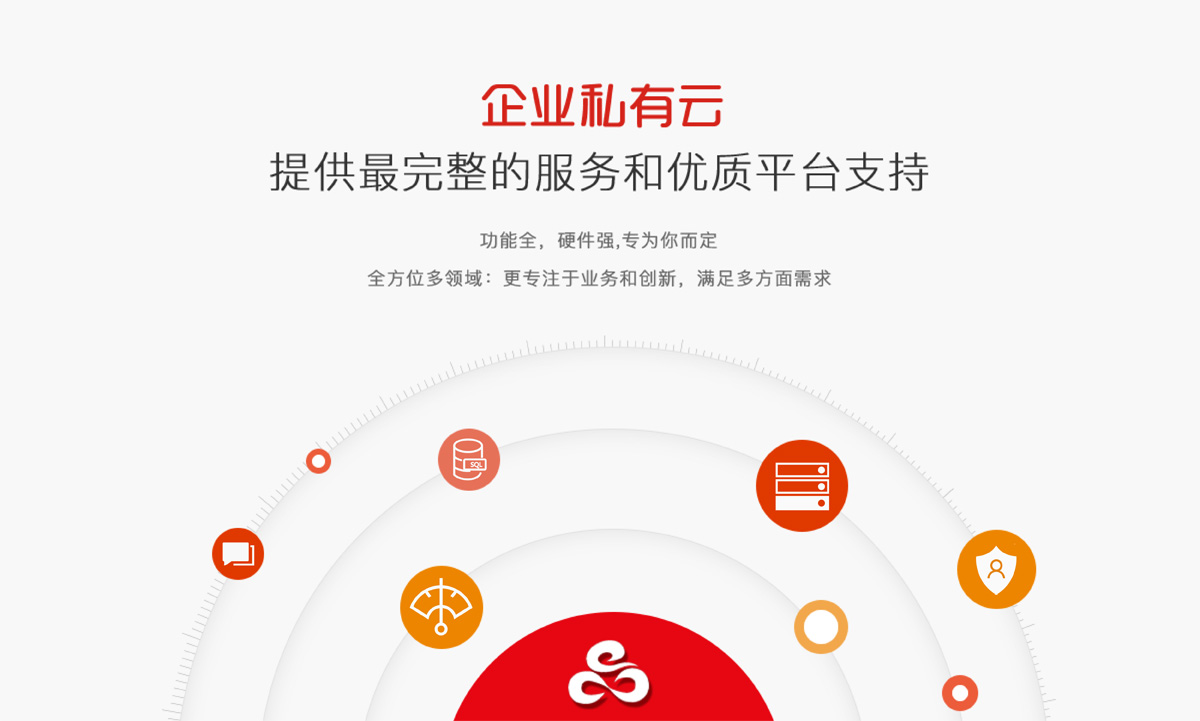 企业私有云
提供最完整的服务和优质平台支持
功能全，硬件强,专为你而定
全方位多领域：更专注于业务和创新，满足多方面需求
SQL